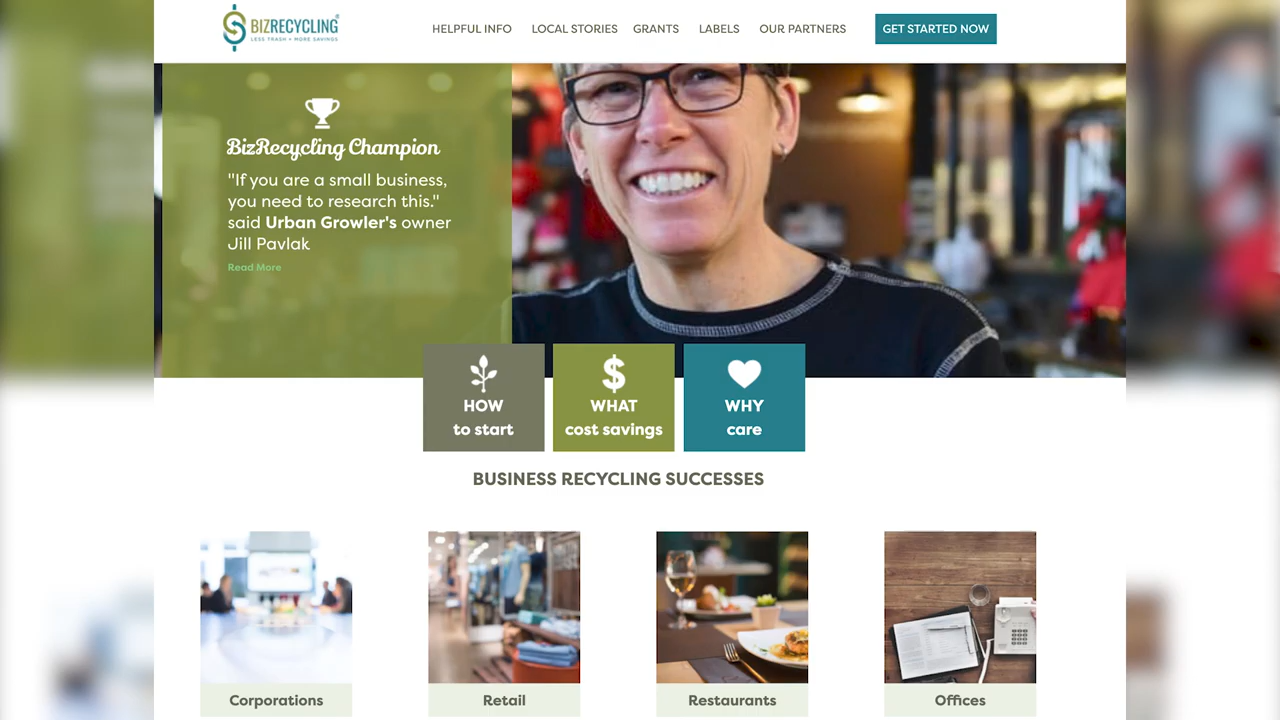 BIZRECYCLING®
LESS TRASH + MORE SAVINGS
HELPFUL INFO
LOCAL STORIES
GRANTS
LABELS
OUR PARTNERS
GET STARTED NOW
BizRecycling Champion
"If you are a small business,
you need to research this."
said Urban Growler's owner
Jill Pavlak
Read More
HOW
to start
WHAT
cost savings
WHY
care
BUSINESS RECYCLING SUCCESSES
Corporations
Retail
Restaurants
Offices